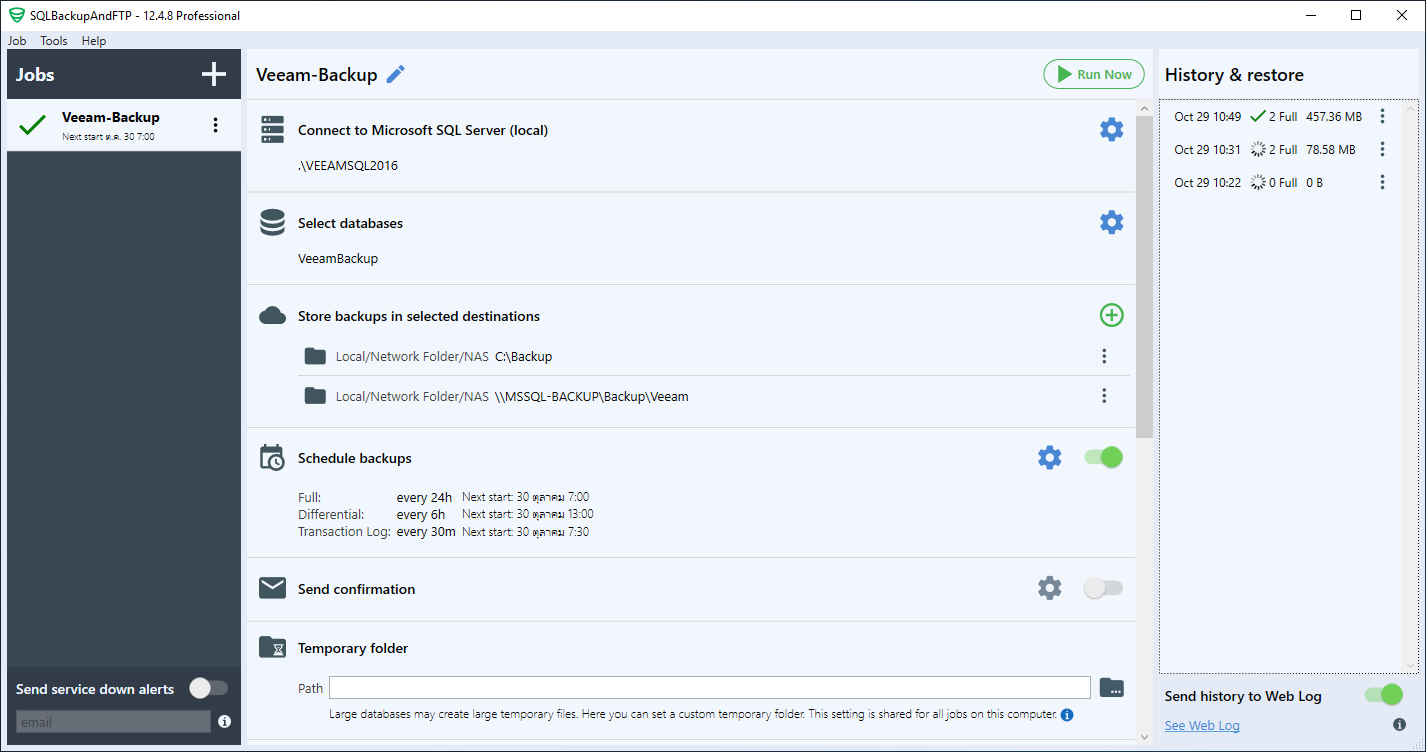 SQLBackupAndFTP - 12.4.8 Professional
Job Tools Help
Jobs
Veeam-Backup
Next start ต.ค. 30 7:00
Send service down alerts
email
Veeam-Backup
Run Now
Connect to Microsoft SQL Server (local)
.\VEEAMSQL2016
Select databases
VeeamBackup
Store backups in selected destinations
Local/Network Folder/NAS C:\Backup
Local/Network Folder/NAS \\MSSQL-BACKUP\Backup\Veeam
Schedule backups
Full: every 24h Next start: 30 ตุลาคม 7:00
Differential: every 6h Next start: 30 ตุลาคม 13:00
Transaction Log: every 30m Next start: 30 ตุลาคม 7:30
Send confirmation
Temporary folder
Path
Large databases may create large temporary files. Here you can set a custom temporary folder. This setting is shared for all jobs on this computer.
History & restore
Oct 29 10:49 2 Full 457.36 MB
Oct 29 10:31 2 Full 78.58 MB
Oct 29 10:22 0 Full 0 B
Send history to Web Log
See Web Log